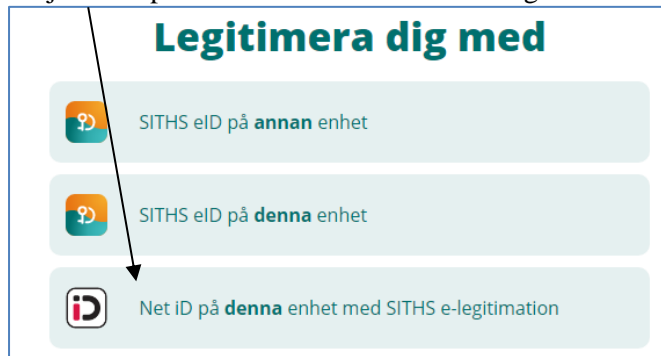 Legitimera dig med
SITHS eID på annan enhet
SITHS eID på denna enhet
Net iD på denna enhet med SITHS e-legitimation